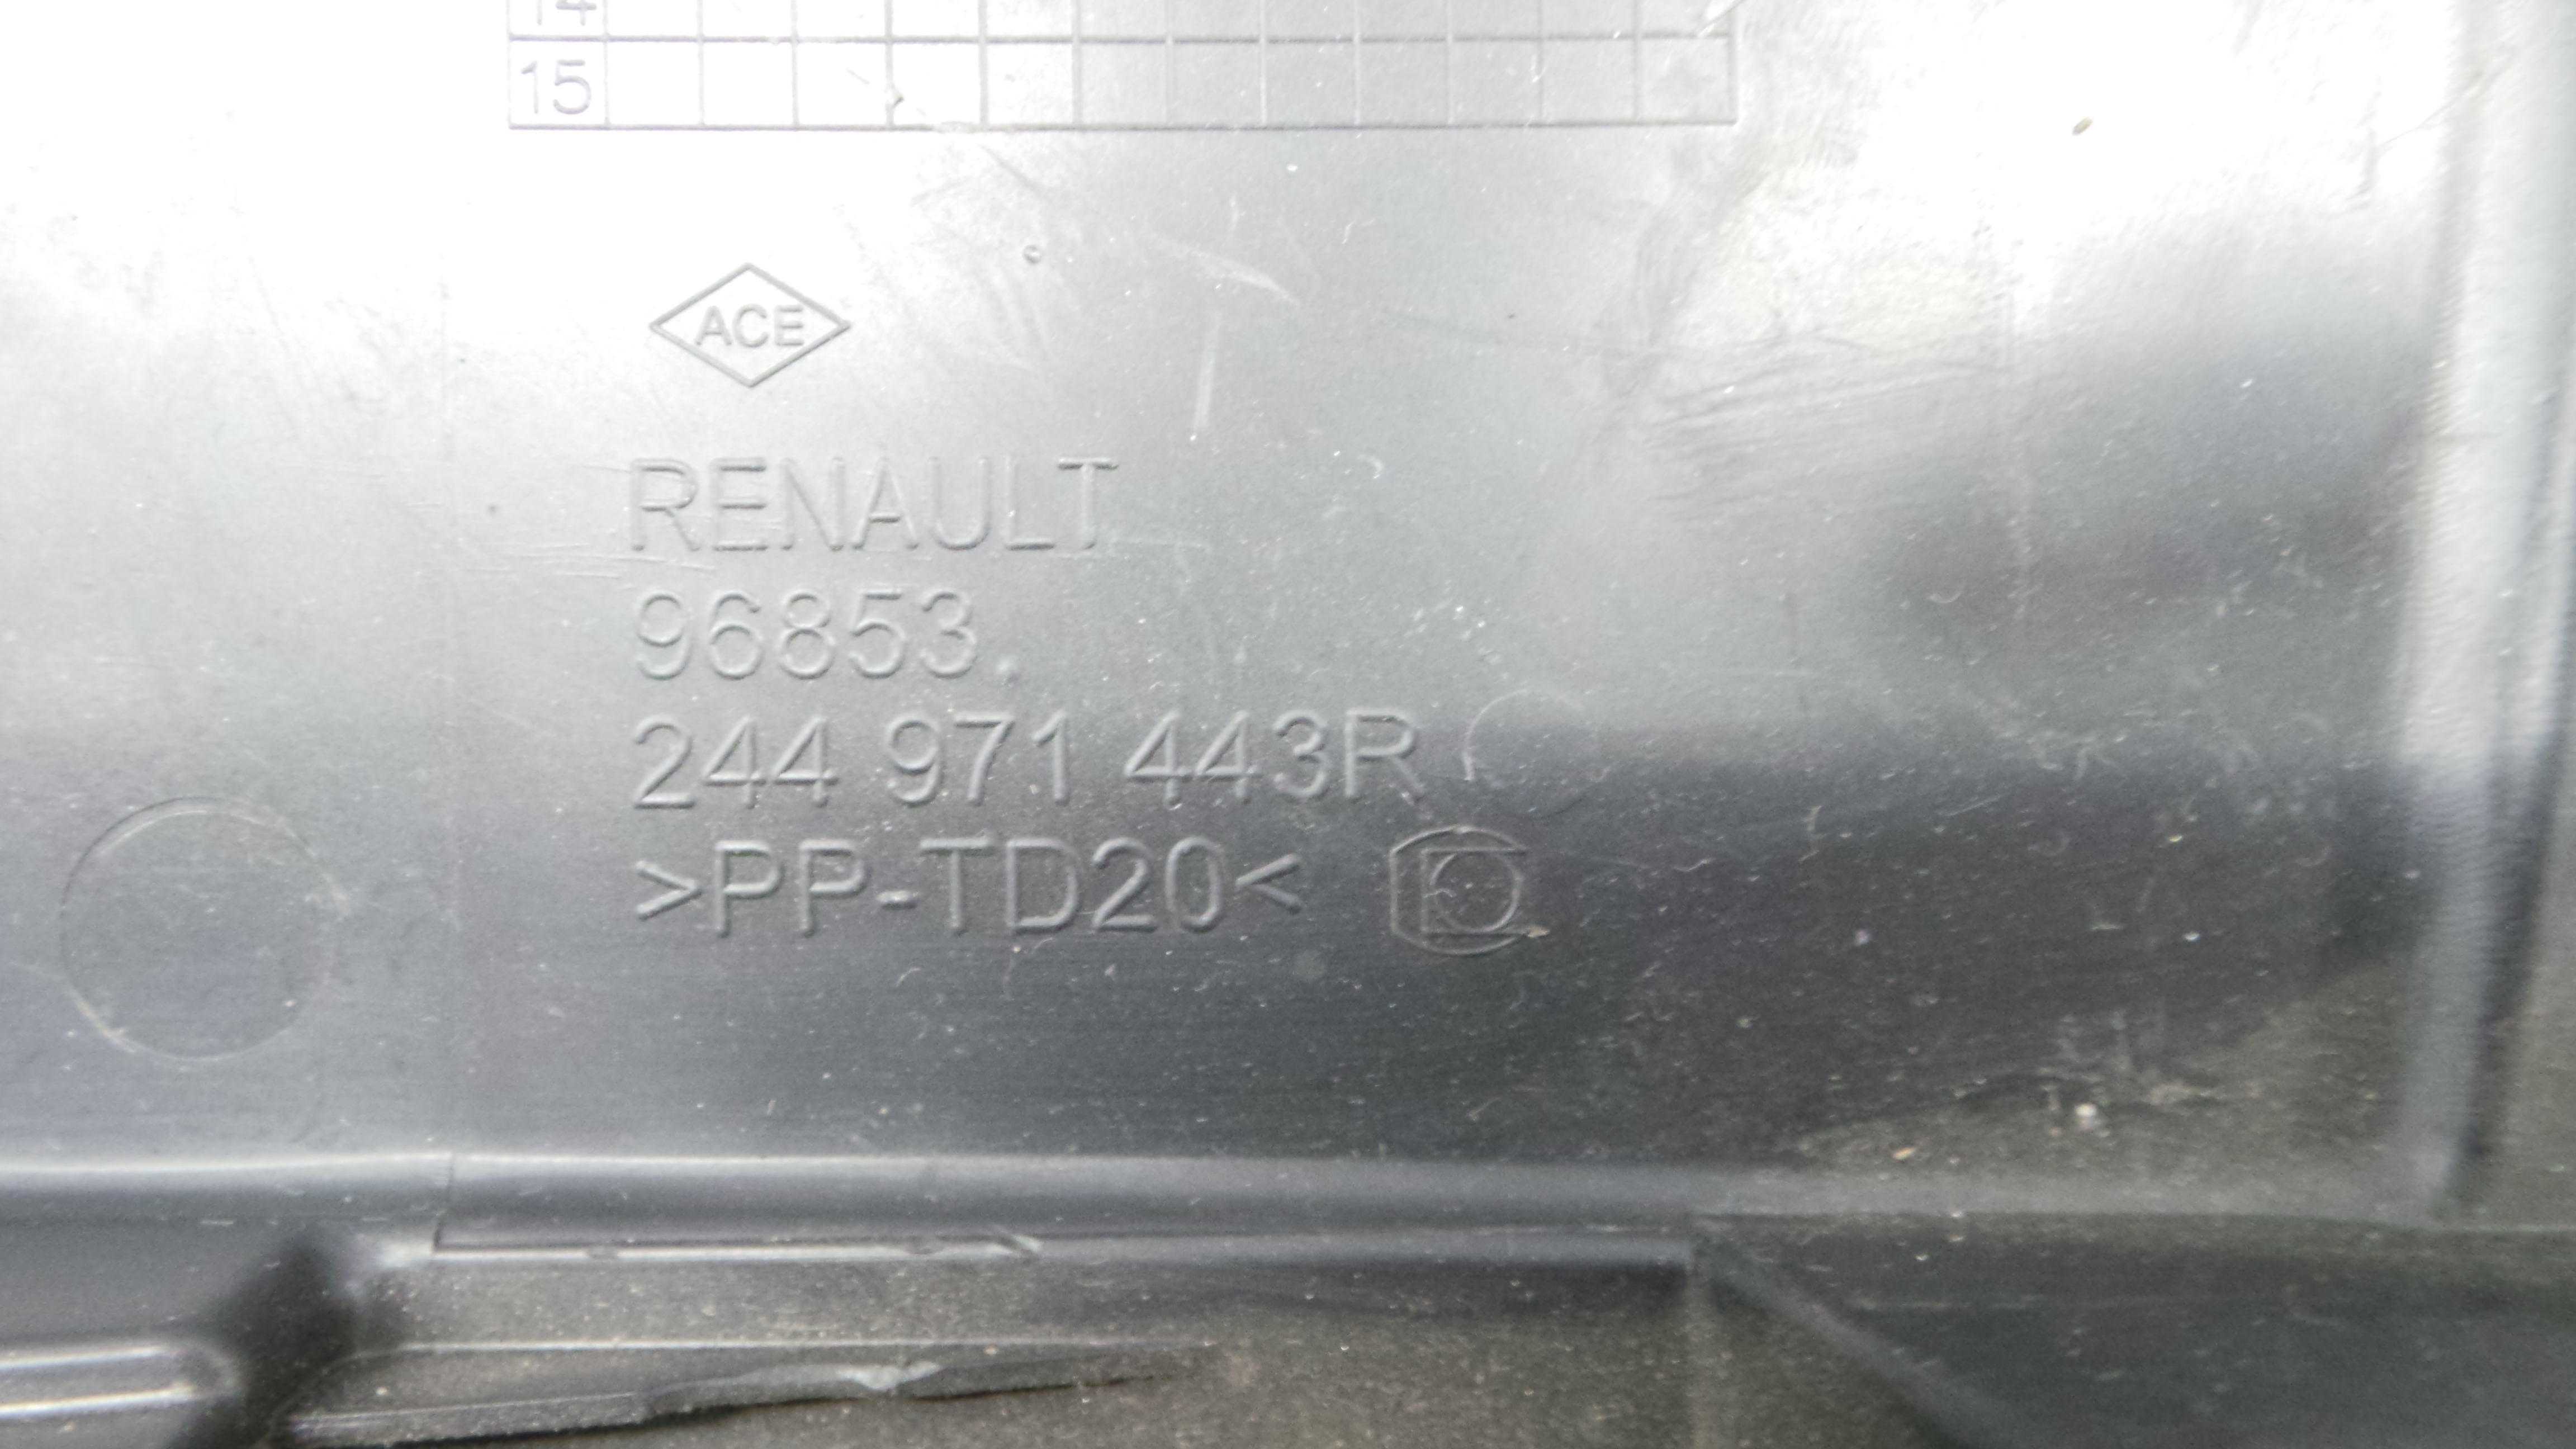 14
15
ACE
RENAULT
96853.
244 971 443R
>PP-TD20<